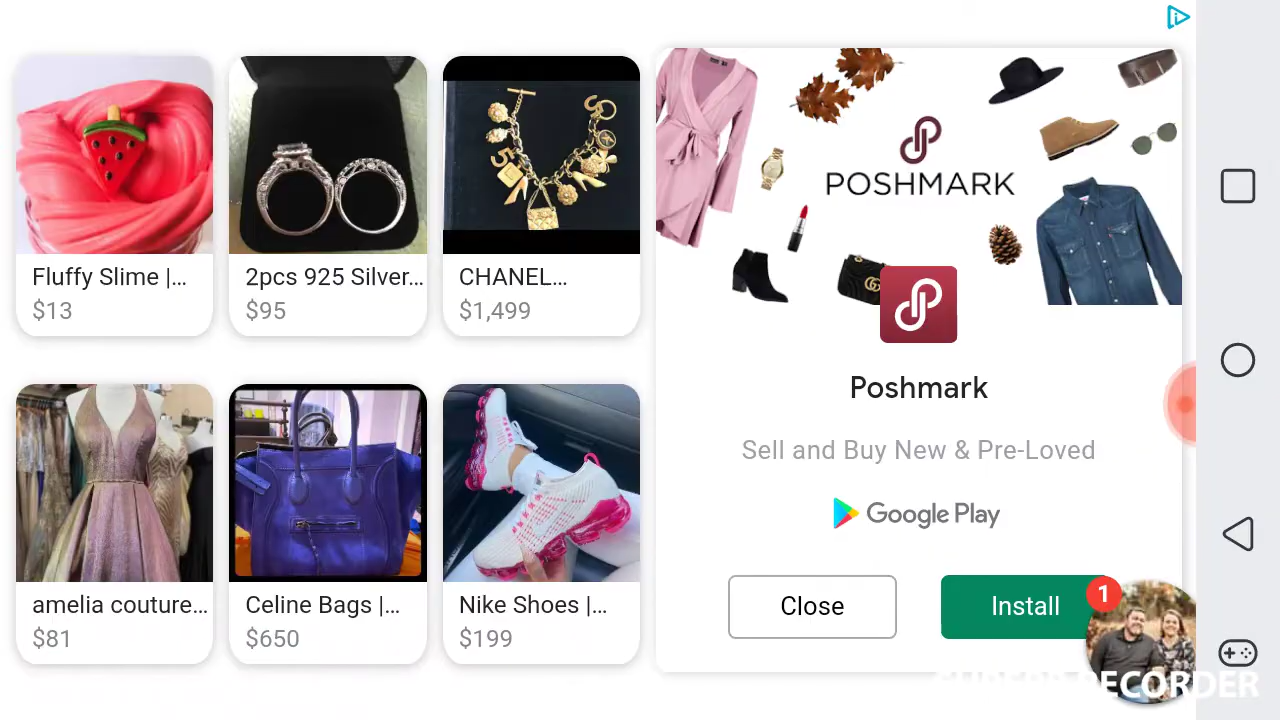 Fluffy Slime |...
$13
2pcs 925 Silver...
$95
CHANEL...
$1,499
amelia couture...
$81
Celine Bags |...
$650
Nike Shoes |...
$199
POSHMARK
Poshmark
Sell and Buy New & Pre-Loved
Google Play
Close
Install
1
RECORDER